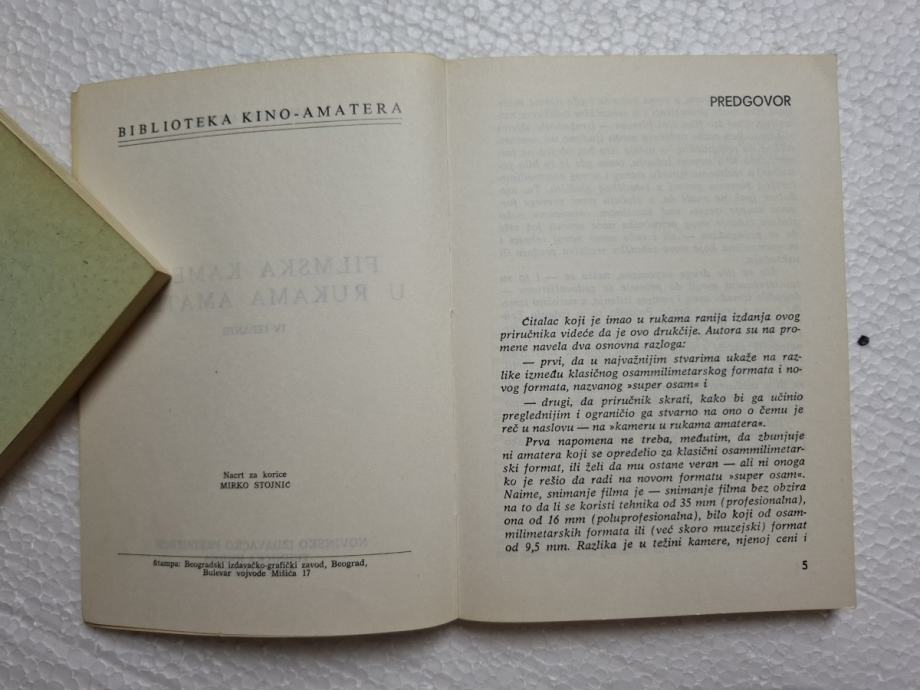 BIBLIOTEKA KINO-AMATERA
Nacrt za korice
MIRKO STOJNIĆ
Štampa: Beogradski izdavačko-grafički zavod, Beograd,
Bulevar vojvode Mišića 17
PREDGOVOR
Čitalac koji je imao u rukama ranija izdanja ovog
priručnika videće da je ovo drukčije. Autora su na pro-
mene navela dva osnovna razloga:
— prvi, da u najvažnijim stvarima ukaže na raz-
like između klasičnog osammilimetarskog formata i no-
vog formata, nazvanog »super osam« i
— drugi, da priručnik skrati, kako bi ga učinio
preglednijim i ograničio ga stvarno na ono o čemu je
reč u naslovu — na »kameru u rukama amatera«.
Prva napomena ne treba, međutim, da zbunjuje
ni amatera koji se opredelio za klasični osammilimetar-
ski format, ili želi da mu ostane veran — ali ni onoga
ko je rešio da radi na novom formatu »super osam«.
Naime, snimanje filma je — snimanje filma bez obzira
na to da li se koristi tehnika od 35 mm (profesionalna),
ona od 16 mm (poluprofesionalna), bilo koji od osam-
milimetarskih formata ili (već skoro muzejski) format
od 9,5 mm. Razlika je u težini kamere, njenoj ceni i
5